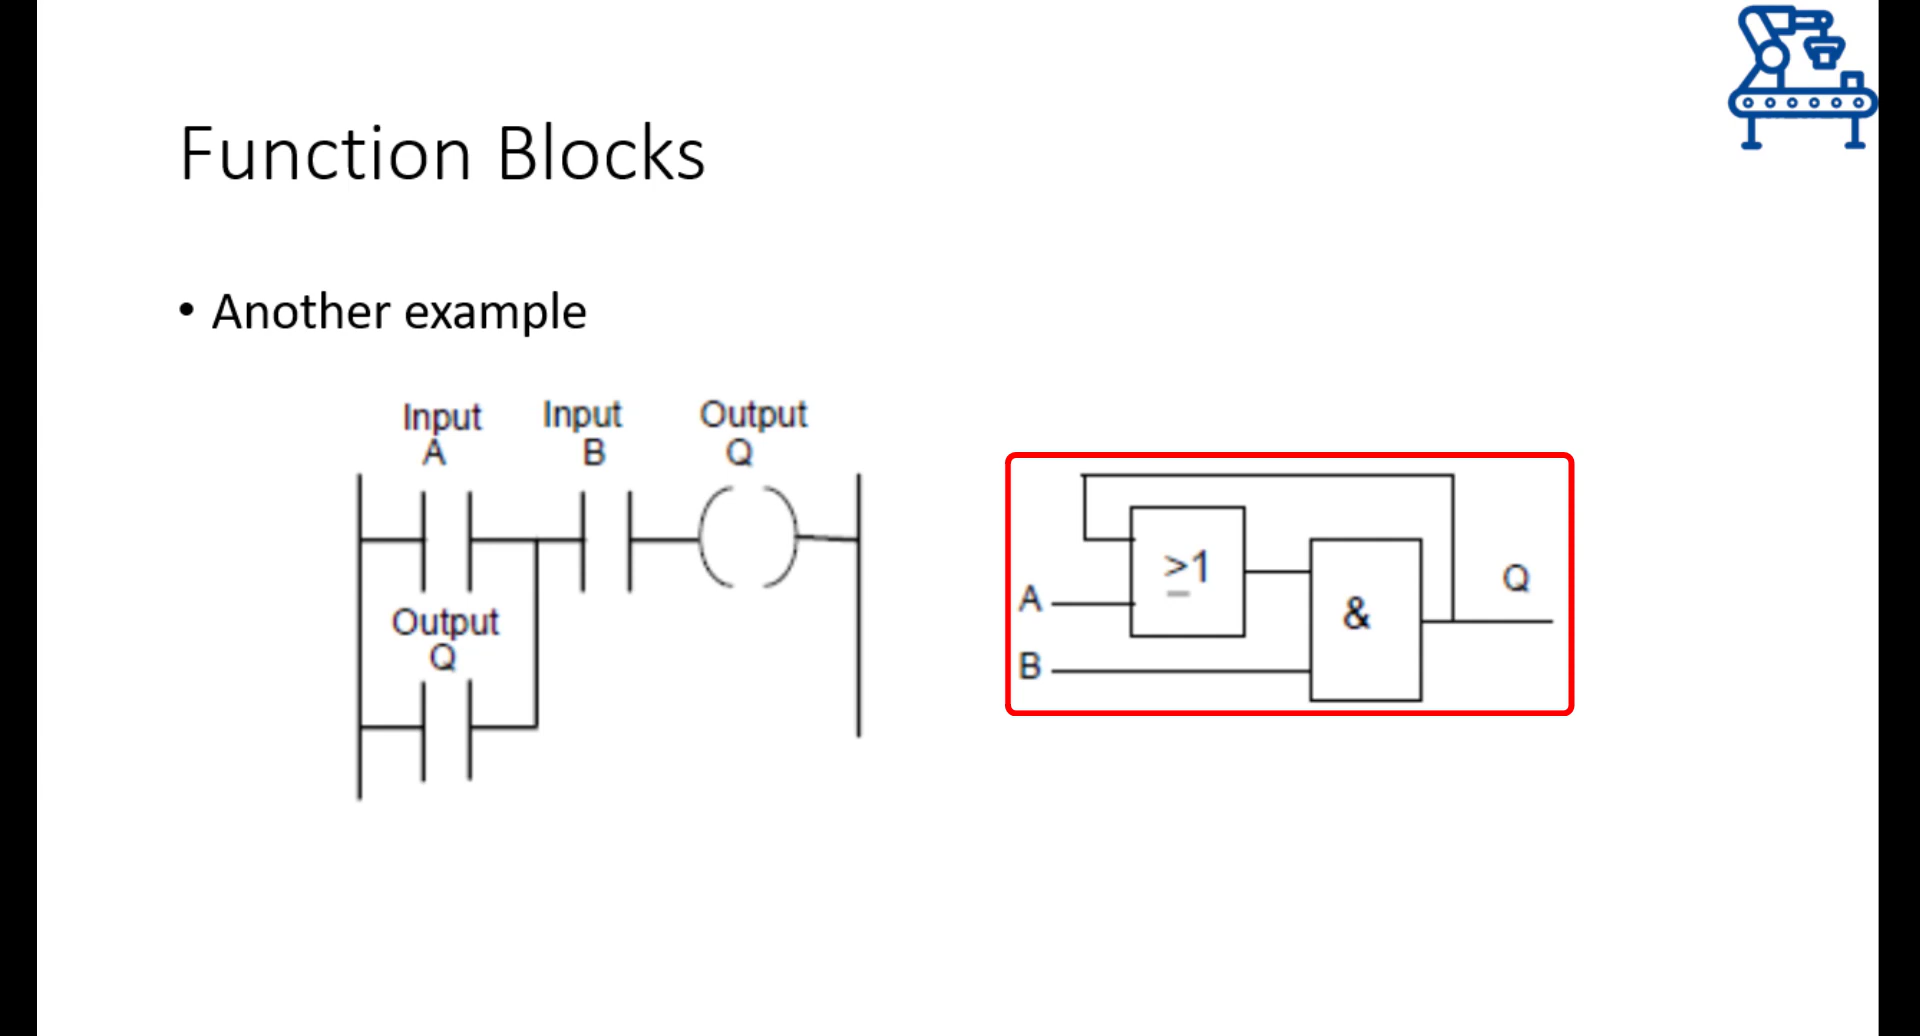 Function Blocks
• Another example
Input Input Output
A B Q
Output
Q
≥1
&
Q
A
B